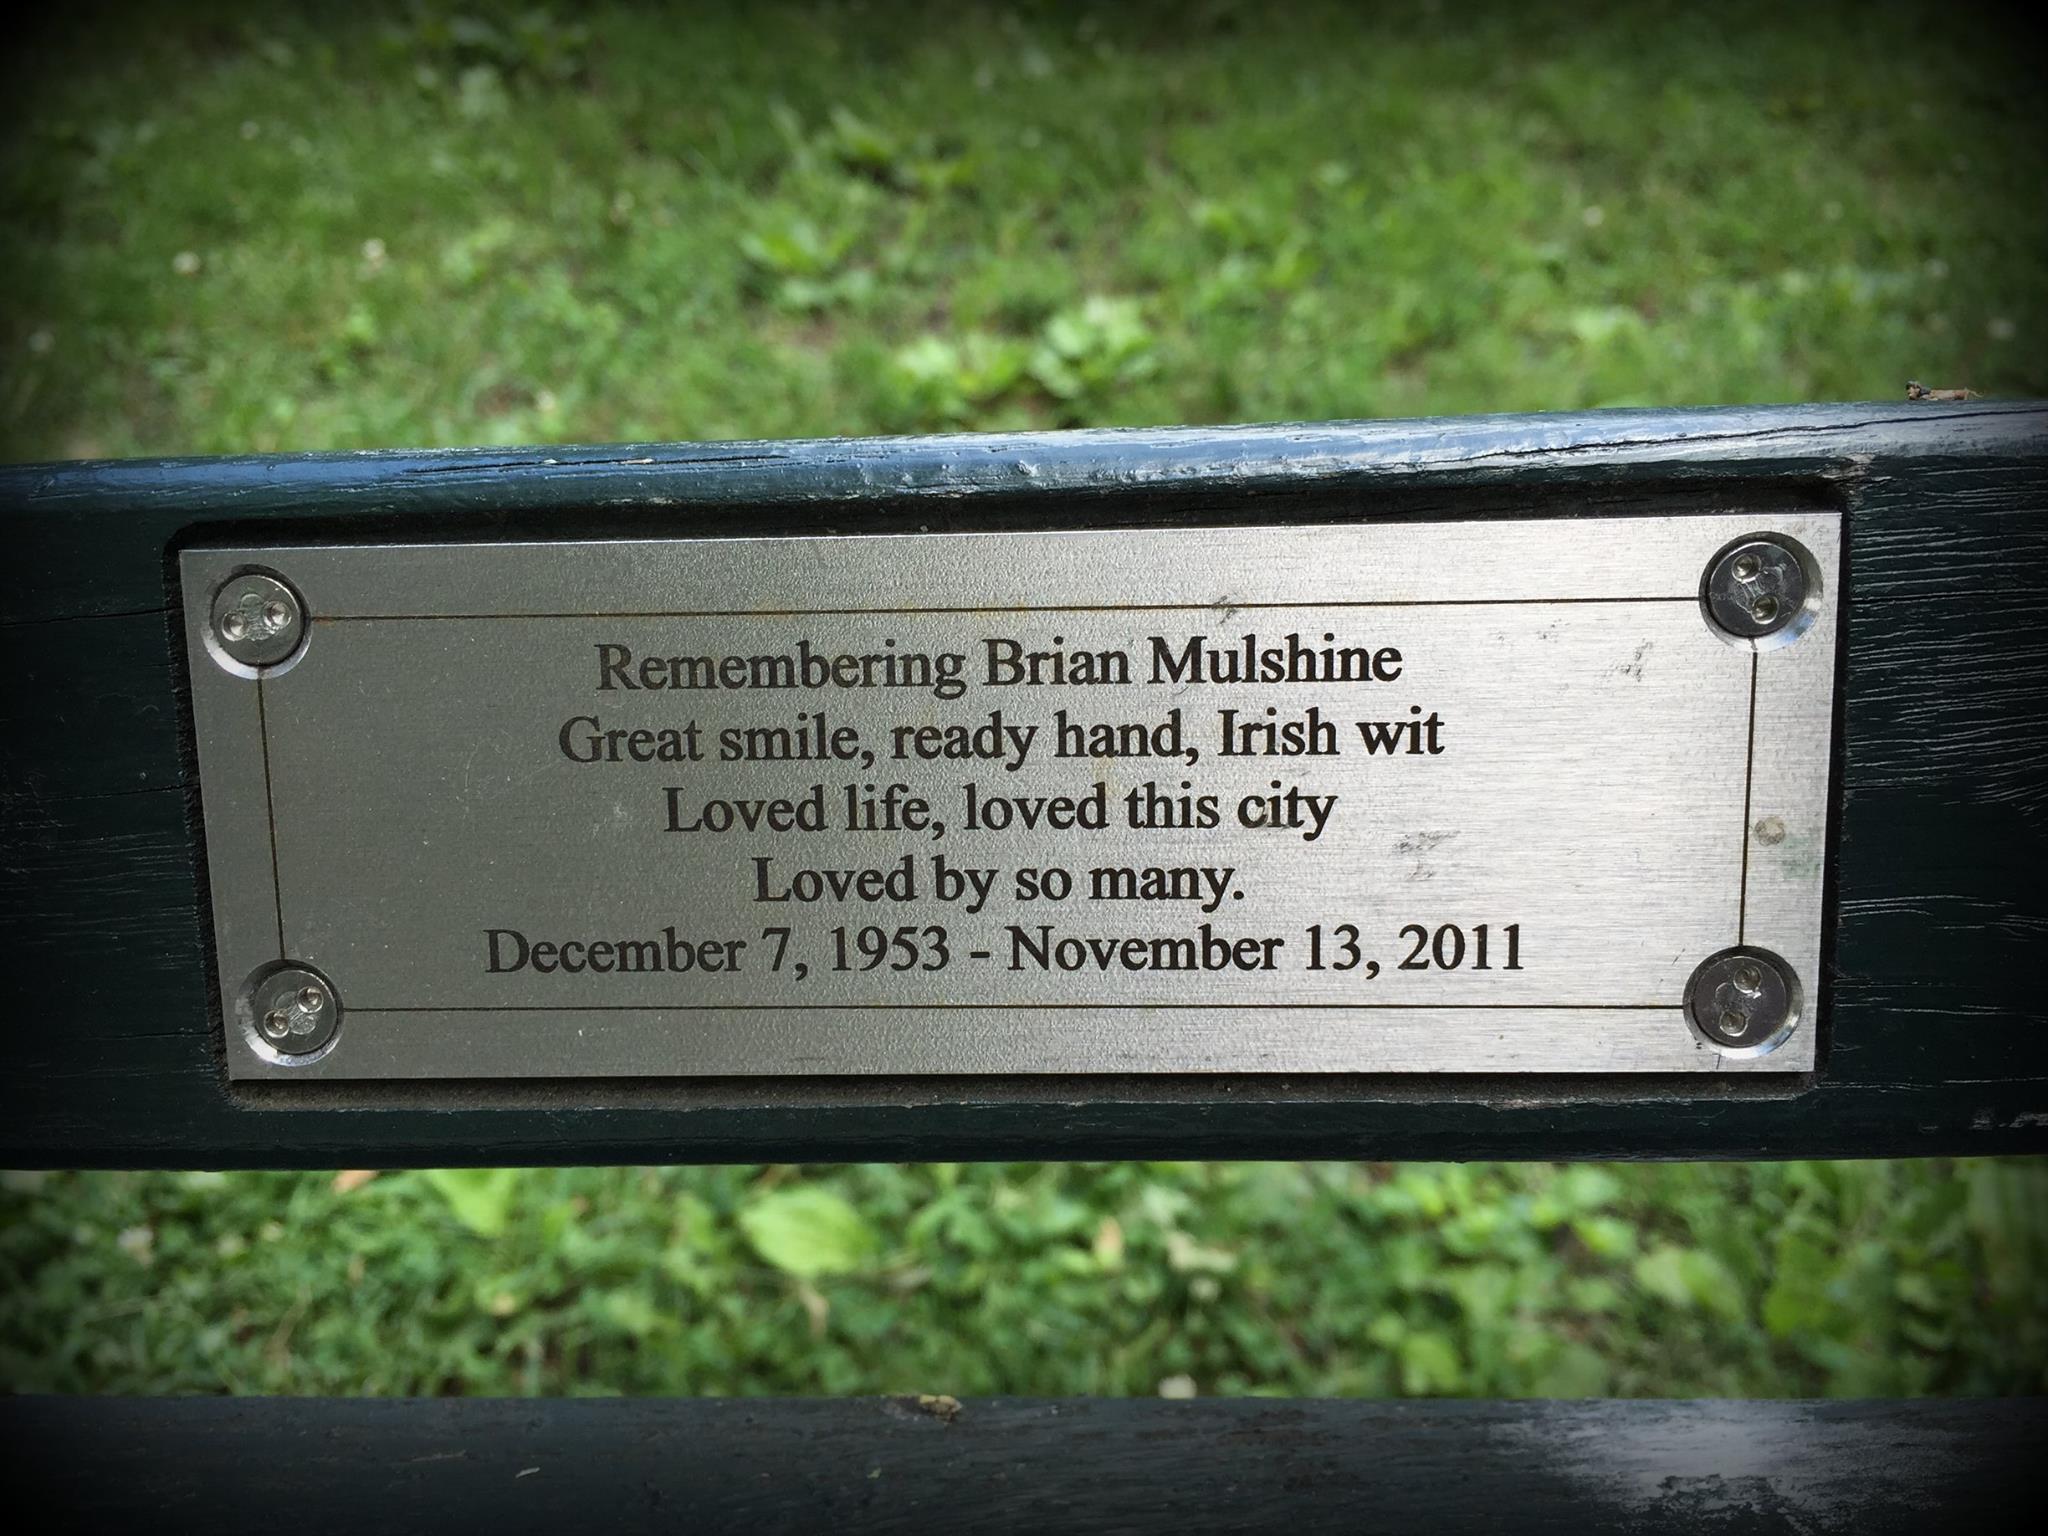 Remembering Brian Mulshine
Great smile, ready hand, Irish wit
Loved life, loved this city
Loved by so many.
December 7, 1953 - November 13, 2011